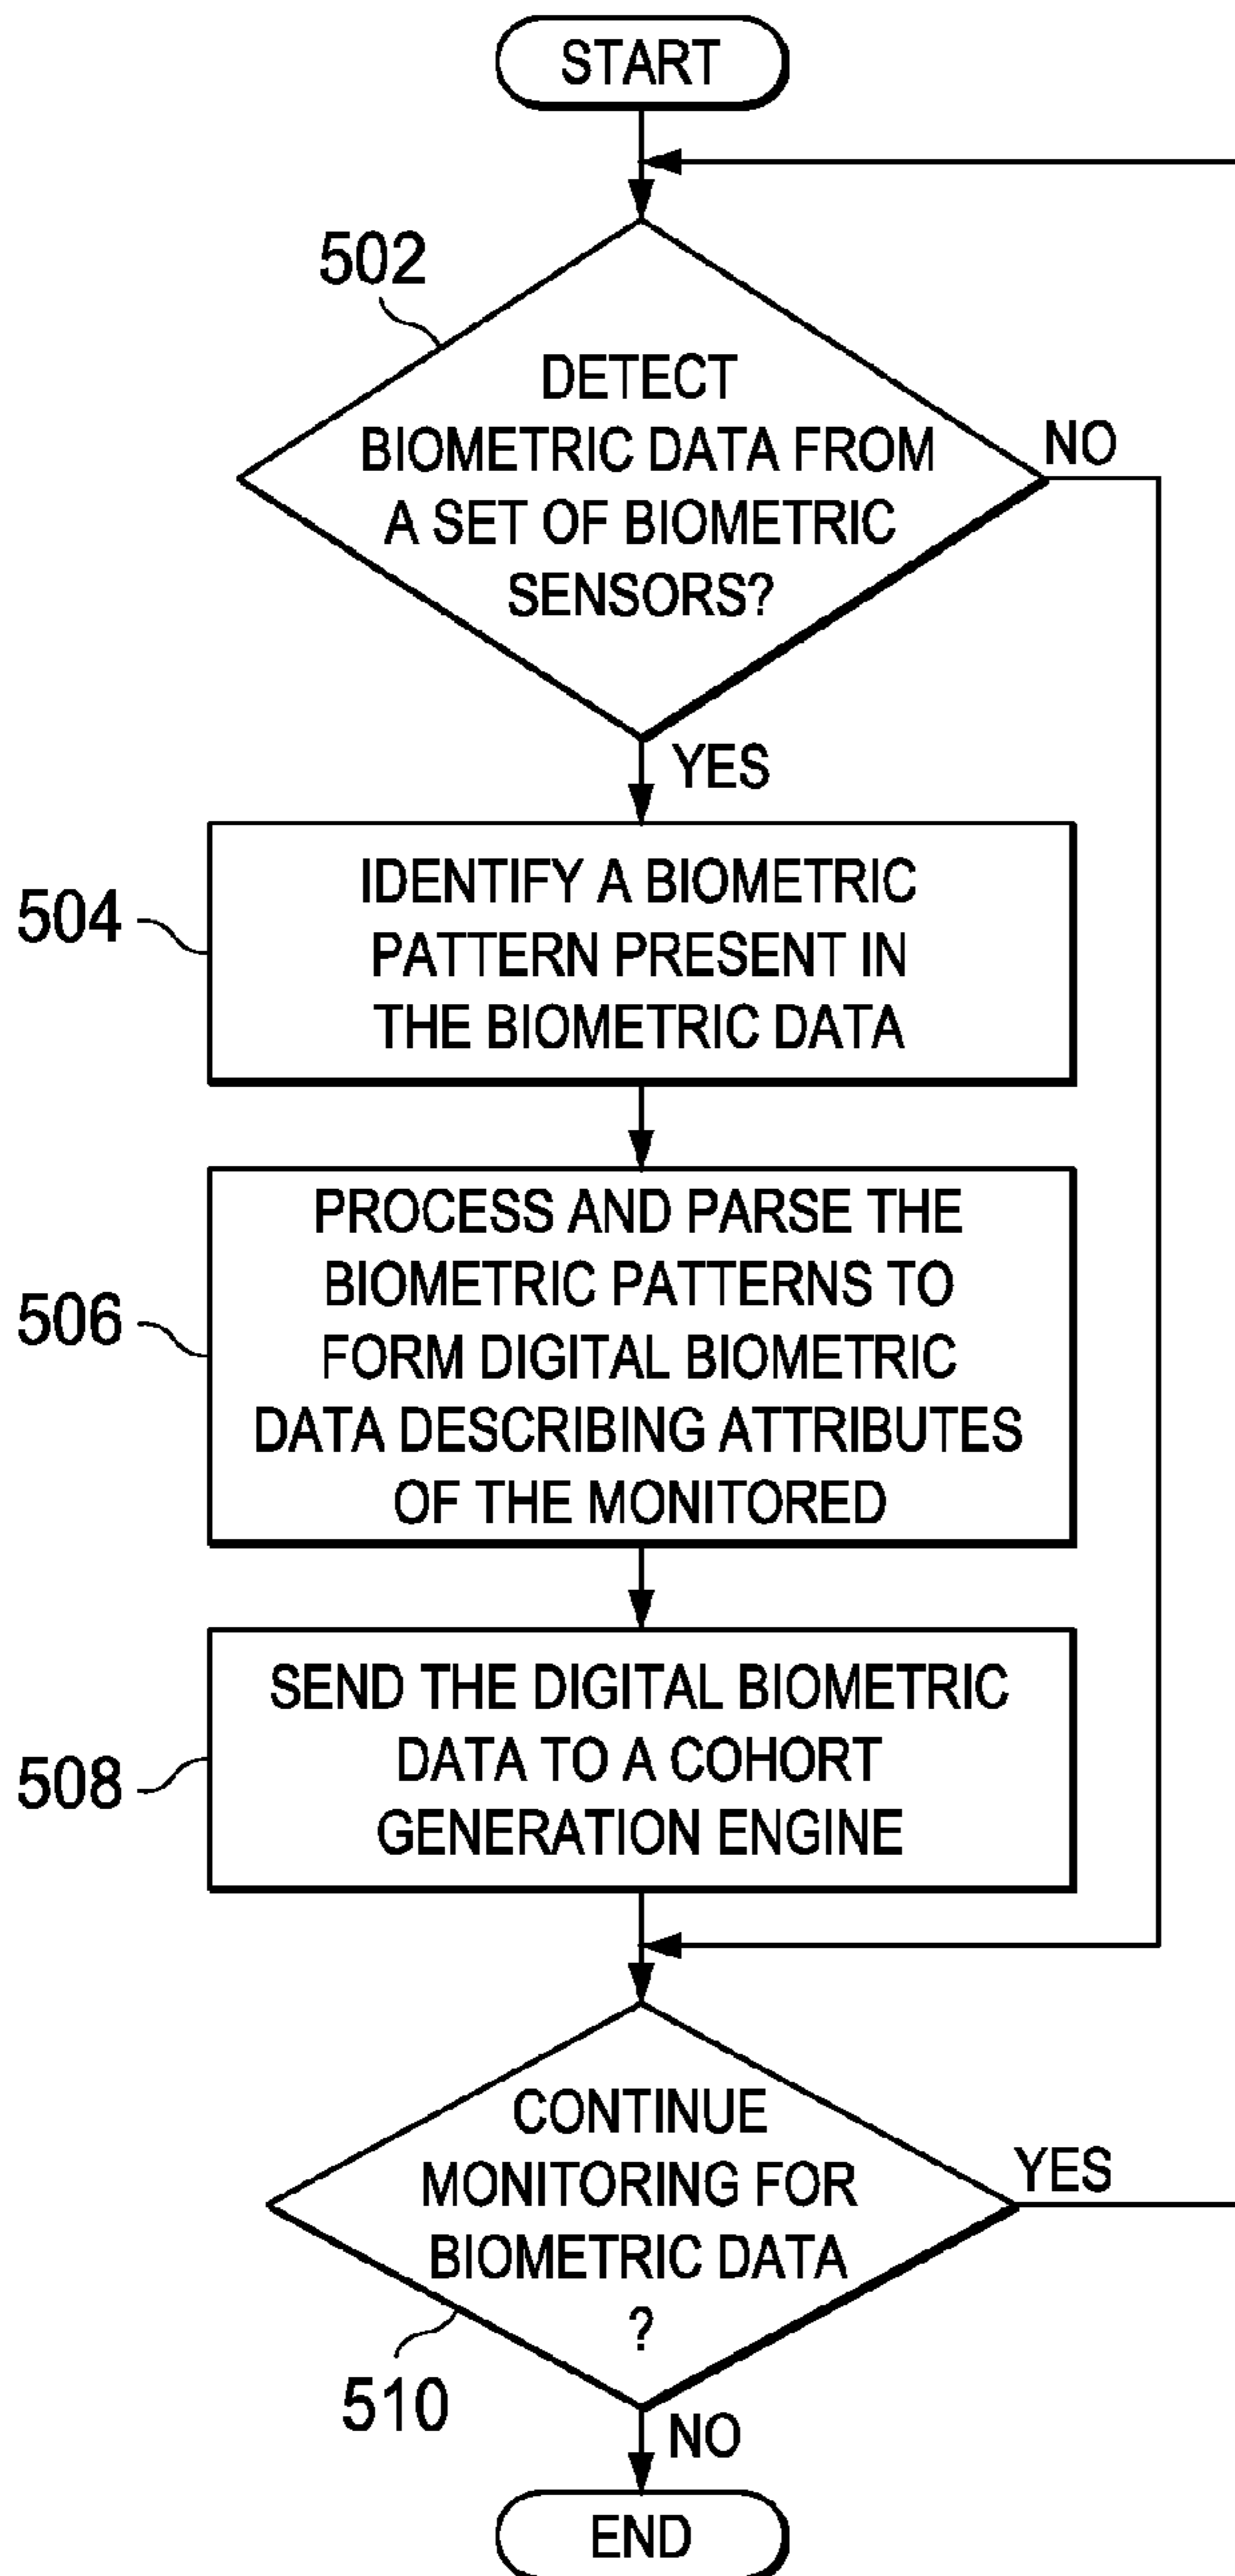 START
502
DETECT
BIOMETRIC DATA FROM
A SET OF BIOMETRIC
SENSORS?
NO
YES
504
IDENTIFY A BIOMETRIC
PATTERN PRESENT IN
THE BIOMETRIC DATA
506
PROCESS AND PARSE THE
BIOMETRIC PATTERNS TO
FORM DIGITAL BIOMETRIC
DATA DESCRIBING ATTRIBUTES
OF THE MONITORED
508
SEND THE DIGITAL BIOMETRIC
DATA TO A COHORT
GENERATION ENGINE
CONTINUE
MONITORING FOR
BIOMETRIC DATA
?
YES
510
NO
END